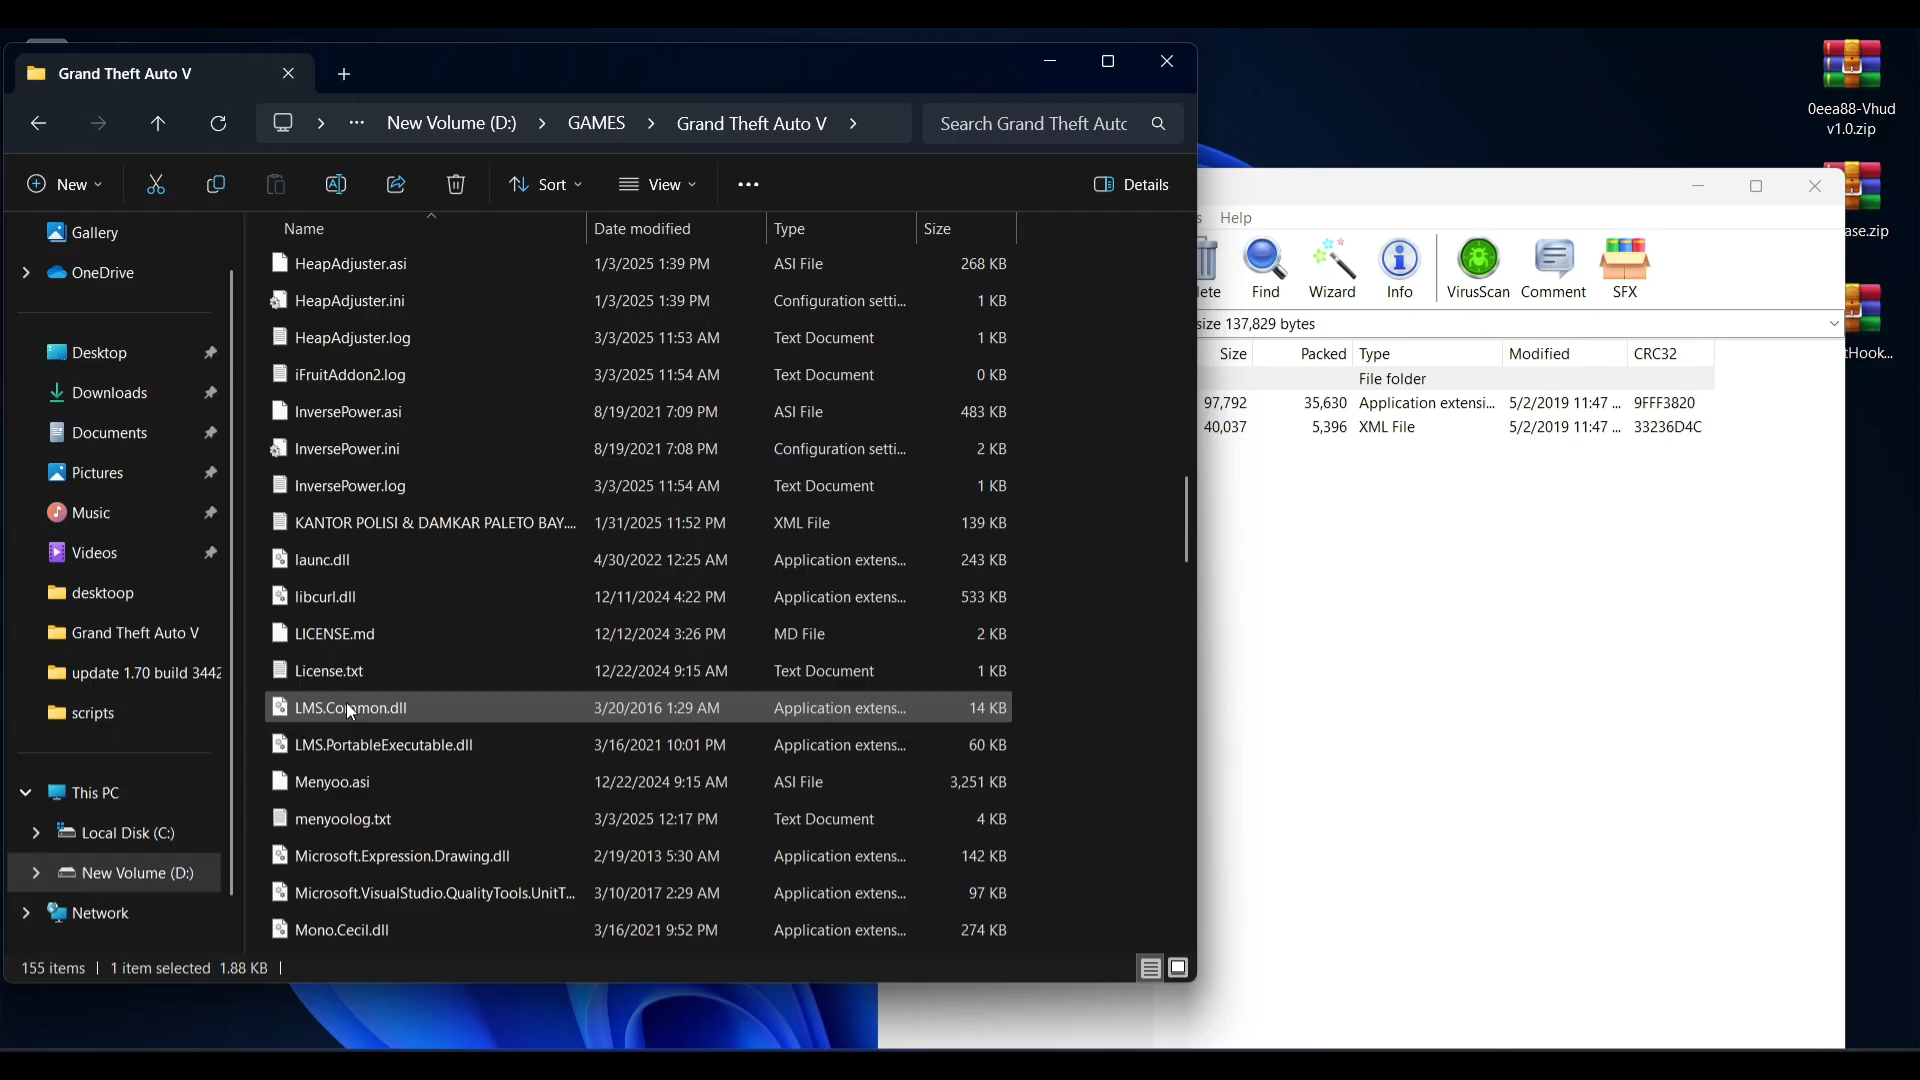 Grand Theft Auto V
New Volume (D:)
GAMES
Grand Theft Auto V
Search Grand Theft Autc
New
Sort
View
Details
Gallery
OneDrive
Desktop
Downloads
Documents
Pictures
Music
Videos
desktoop
Grand Theft Auto V
update 1.70 build 3442
scripts
This PC
Local Disk (C:)
New Volume (D:)
Network
Name Date modified Type Size
HeapAdjuster.asi 1/3/2025 1:39 PM ASI File 268 KB
HeapAdjuster.ini 1/3/2025 1:39 PM Configuration setti... 1 KB
HeapAdjuster.log 3/3/2025 11:53 AM Text Document 1 KB
iFruitAddon2.log 3/3/2025 11:54 AM Text Document 0 KB
InversePower.asi 8/19/2021 7:09 PM ASI File 483 KB
InversePower.ini 8/19/2021 7:08 PM Configuration setti... 2 KB
InversePower.log 3/3/2025 11:54 AM Text Document 1 KB
KANTOR POLISI & DAMKAR PALETO BAY.... 1/31/2025 11:52 PM XML File 139 KB
launc.dll 4/30/2022 12:25 AM Application extens... 243 KB
libcurl.dll 12/11/2024 4:22 PM Application extens... 533 KB
LICENSE.md 12/12/2024 3:26 PM MD File 2 KB
License.txt 12/22/2024 9:15 AM Text Document 1 KB
LMS.Common.dll 3/20/2016 1:29 AM Application extens... 14 KB
LMS.PortableExecutable.dll 3/16/2021 10:01 PM Application extens... 60 KB
Menyoo.asi 12/22/2024 9:15 AM ASI File 3,251 KB
menyoolog.txt 3/3/2025 12:17 PM Text Document 4 KB
Microsoft.Expression.Drawing.dll 2/19/2013 5:30 AM Application extens... 142 KB
Microsoft.VisualStudio.QualityTools.UnitT... 3/10/2017 2:29 AM Application extens... 97 KB
Mono.Cecil.dll 3/16/2021 9:52 PM Application extens... 274 KB
155 items 1 item selected 1.88 KB
s Help
lete Find Wizard Info VirusScan Comment SFX
size 137,829 bytes
Size Packed Type Modified CRC32
File folder
97,792 35,630 Application extensi... 5/2/2019 11:47 ... 9FFF3820
40,037 5,396 XML File 5/2/2019 11:47 ... 33236D4C
0eea88-Vhud
v1.0.zip
ase.zip
tHook...